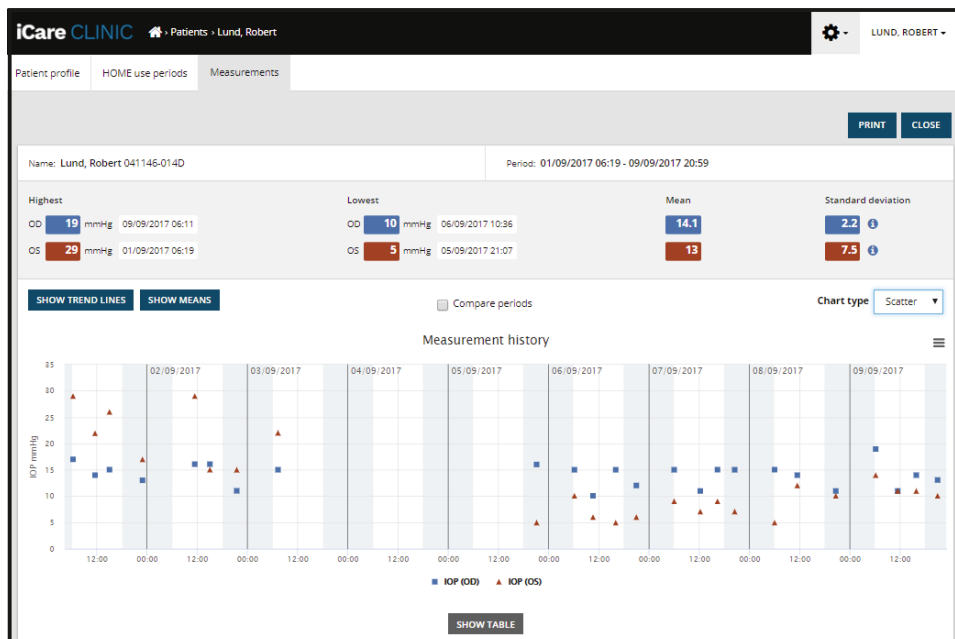 iCare CLINIC › Patients › Lund, Robert LUND, ROBERT
Patient profile HOME use periods Measurements
PRINT CLOSE
Name: Lund, Robert 041146-014D Period: 01/09/2017 06:19 - 09/09/2017 20:59
Highest Lowest Mean Standard deviation
OD 19 mmHg 09/09/2017 06:11 OD 10 mmHg 06/09/2017 10:36 14.1 2.2 i
OS 29 mmHg 01/09/2017 06:19 OS 5 mmHg 05/09/2017 21:07 13 7.5 i
SHOW TREND LINES SHOW MEANS Compare periods Chart type Scatter
Measurement history
35 02/09/2017 03/09/2017 04/09/2017 05/09/2017 06/09/2017 07/09/2017 08/09/2017 09/09/2017
30
25
20
IOP mmHg
15
10
5
0
12:00 00:00 12:00 00:00 12:00 00:00 12:00 00:00 12:00 00:00 12:00 00:00 12:00 00:00 12:00 00:00 12:00
IOP (OD) IOP (OS)
SHOW TABLE